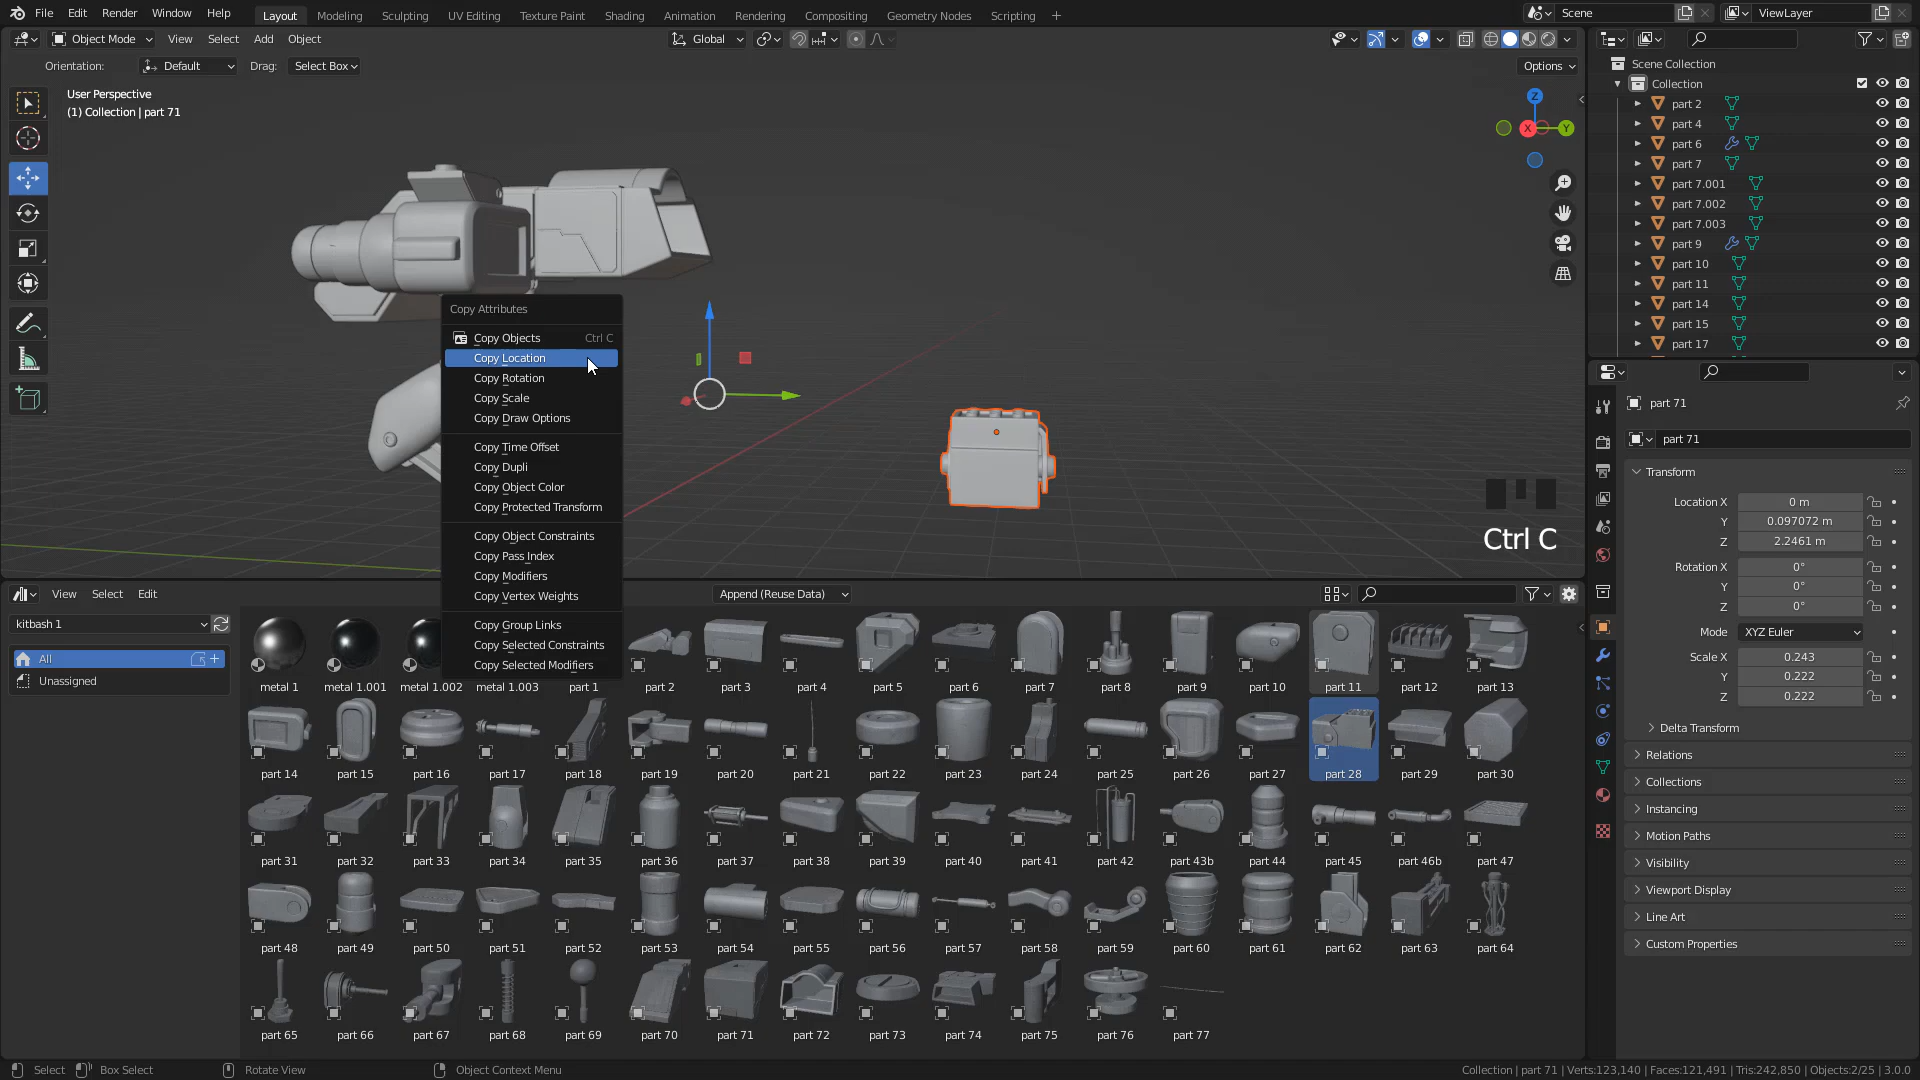 File Edit Render Window Help Layout Modeling Sculpting UV Editing Texture Paint Shading Animation Rendering Compositing Geometry Nodes Scripting + Scene ViewLayer
Object Mode View Select Add Object Global
Orientation: Default Drag: Select Box Options
User Perspective
(1) Collection | part 71
Z
X Y
Copy Attributes
Copy Objects Ctrl C
Copy Location
Copy Rotation
Copy Scale
Copy Draw Options
Copy Time Offset
Copy Dupli
Copy Object Color
Copy Protected Transform
Copy Object Constraints
Copy Pass Index
Copy Modifiers
Copy Vertex Weights
Copy Group Links
Copy Selected Constraints
Copy Selected Modifiers
Ctrl C
Scene Collection
Collection
part 2
part 4
part 6
part 7
part 7.001
part 7.002
part 7.003
part 9
part 10
part 11
part 14
part 15
part 17
part 71
part 71
Transform
Location X 0 m
Y 0.097072 m
Z 2.2461 m
Rotation X 0°
Y 0°
Z 0°
Mode XYZ Euler
Scale X 0.243
Y 0.222
Z 0.222
Delta Transform
Relations
Collections
Instancing
Motion Paths
Visibility
Viewport Display
Line Art
Custom Properties
View Select Edit Append (Reuse Data)
kitbash 1
All
Unassigned
metal 1 metal 1.001 metal 1.002 metal 1.003 part 1 part 2 part 3 part 4 part 5 part 6 part 7 part 8 part 9 part 10 part 11 part 12 part 13
part 14 part 15 part 16 part 17 part 18 part 19 part 20 part 21 part 22 part 23 part 24 part 25 part 26 part 27 part 28 part 29 part 30
part 31 part 32 part 33 part 34 part 35 part 36 part 37 part 38 part 39 part 40 part 41 part 42 part 43b part 44 part 45 part 46b part 47
part 48 part 49 part 50 part 51 part 52 part 53 part 54 part 55 part 56 part 57 part 58 part 59 part 60 part 61 part 62 part 63 part 64
part 65 part 66 part 67 part 68 part 69 part 70 part 71 part 72 part 73 part 74 part 75 part 76 part 77
Select Box Select Rotate View Object Context Menu Collection | part 71 | Verts:123,140 | Faces:121,491 | Tris:242,850 | Objects:2/25 | 3.0.0